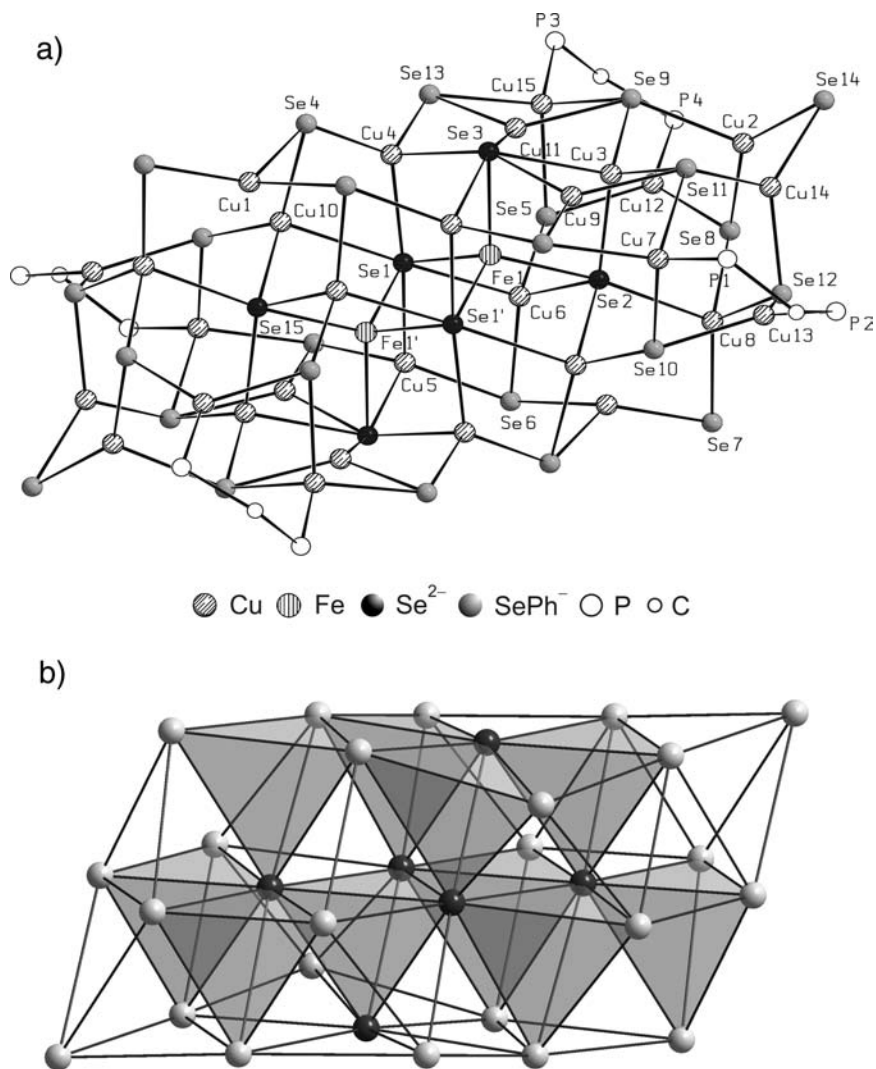 a)
P3
Se13
Cu15
Se9
Se14
Se4
P4
Cu2
Cu4
Se3
Cu11
Cu3
Se11
Cu14
Cu1
Cu10
Se5
Cu9
Cu12
Se8
Cu7
P1
Se1
Fe1
Se12
Se2
Se15
Se1'
Cu6
Cu13
P2
Fe1'
Cu8
Se10
Cu5
Se6
Se7
Cu Fe Se2− SePh− P C
b)